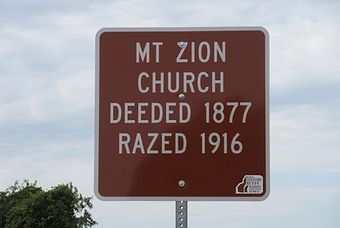 MT ZION
CHURCH
DEEDED 1877
RAZED 1916